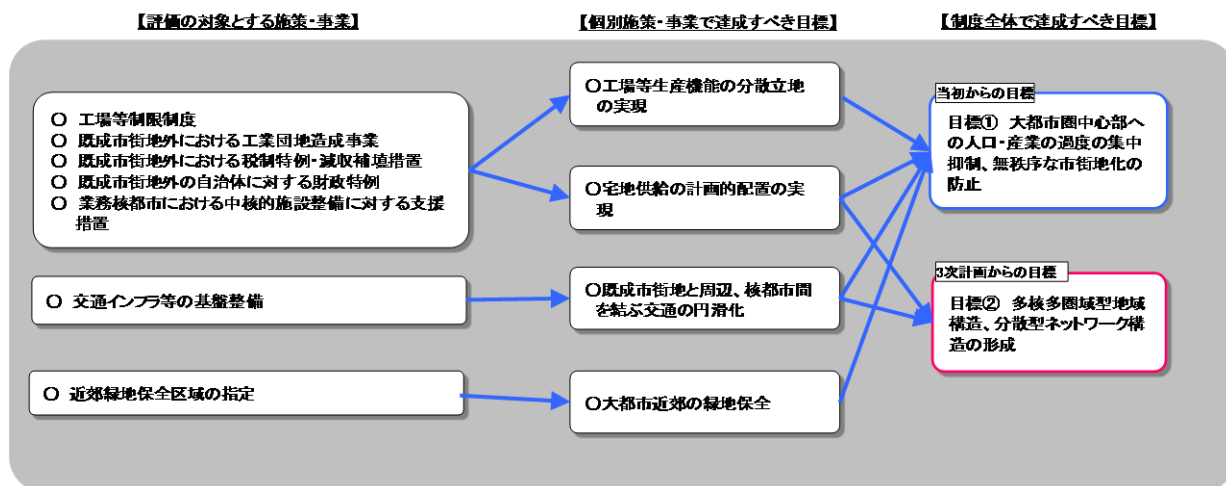 【評価の対象とする施策・事業】
【個別施策・事業で達成すべき目標】
【制度全体で達成すべき目標】
○ 工場等制限制度
○ 既成市街地外における工業団地造成事業
○ 既成市街地外における税制特例・減収補填措置
○ 既成市街地外の自治体に対する財政特例
○ 業務核都市における中核的施設整備に対する支援
措置
○ 交通インフラ等の基盤整備
○ 近郊緑地保全区域の指定
○工場等生産機能の分散立地
の実現
○宅地供給の計画的配置の実
現
○既成市街地と周辺、核都市間
を結ぶ交通の円滑化
○大都市近郊の緑地保全
当初からの目標
目標① 大都市圏中心部へ
の人口・産業の過度の集中
抑制、無秩序な市街地化の
防止
3次計画からの目標
目標② 多核多圏域型地域
構造、分散型ネットワーク構
造の形成